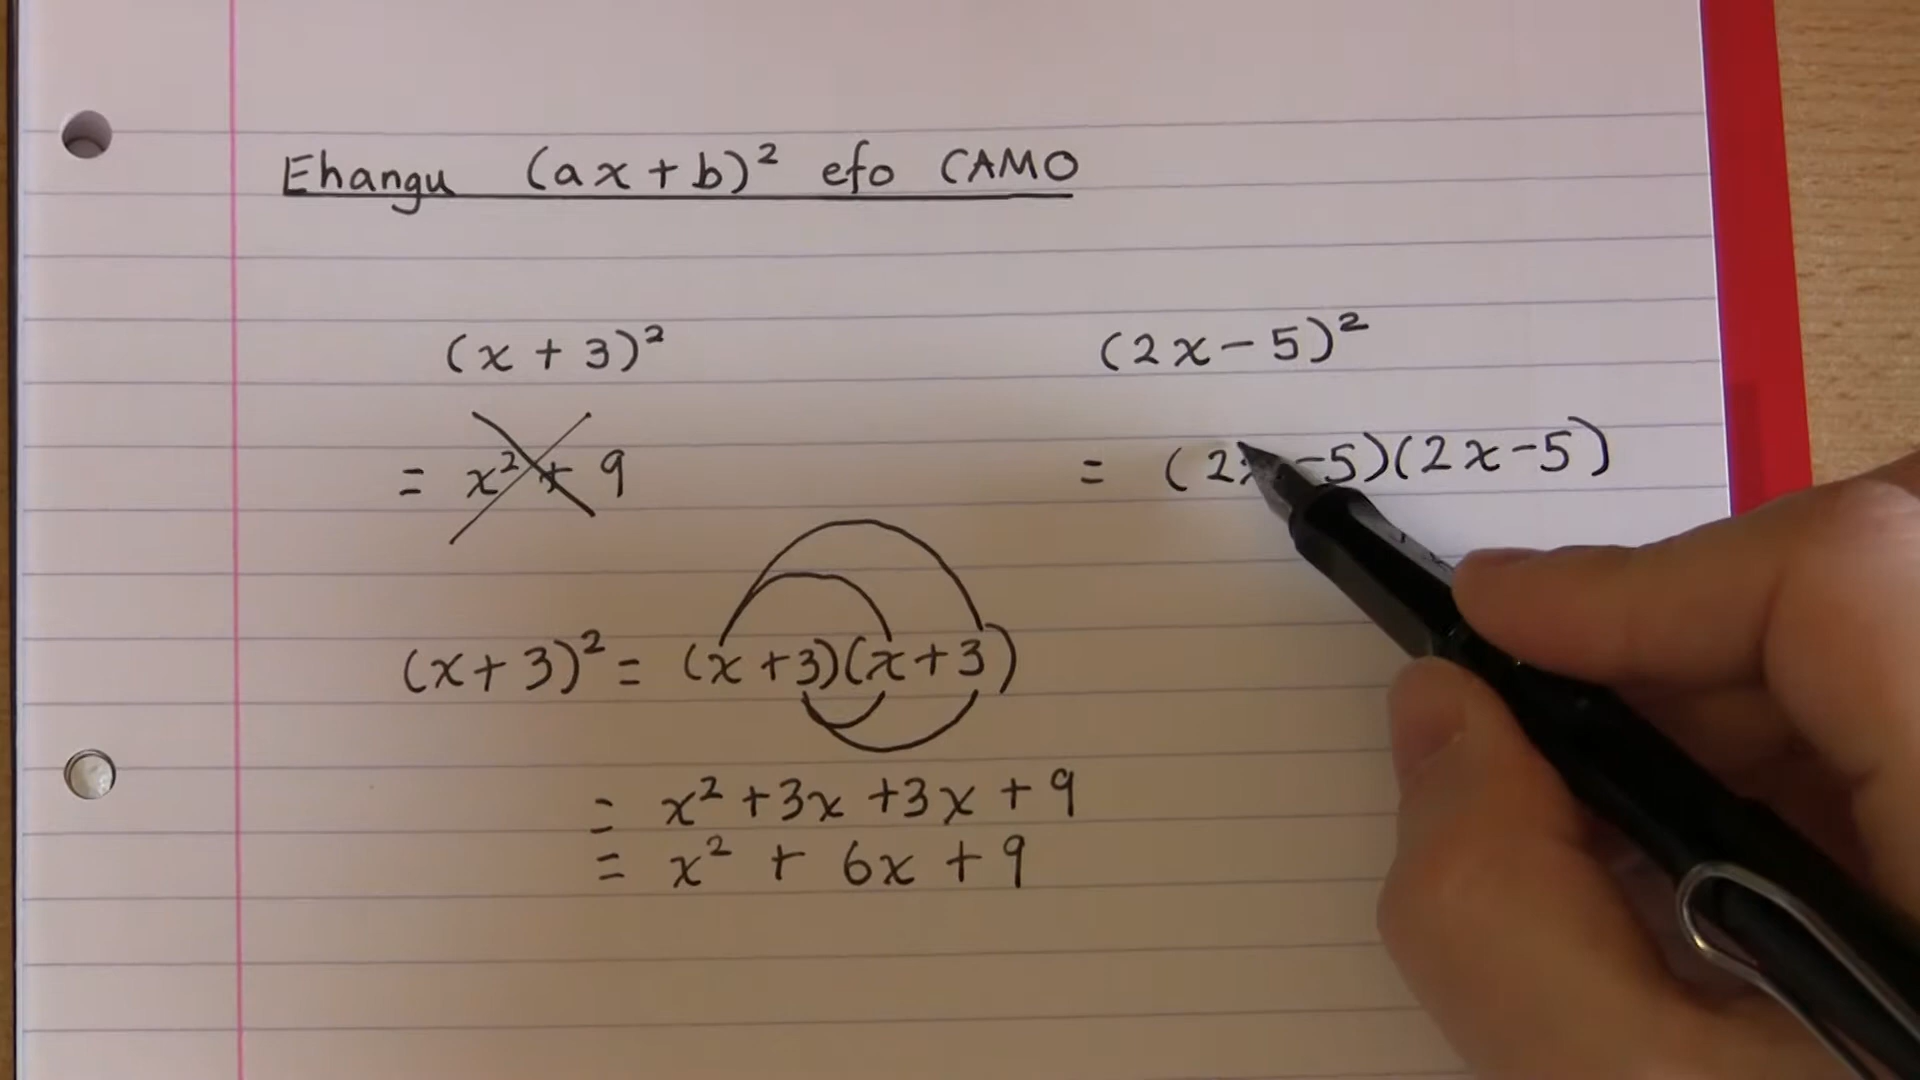 Ehangu (ax + b)² efo CAMO
(x + 3)²
= x² + 9
(x + 3)² = (x + 3)(x + 3)
= x² + 3x + 3x + 9
= x² + 6x + 9
(2x - 5)²
= (2x - 5)(2x - 5)